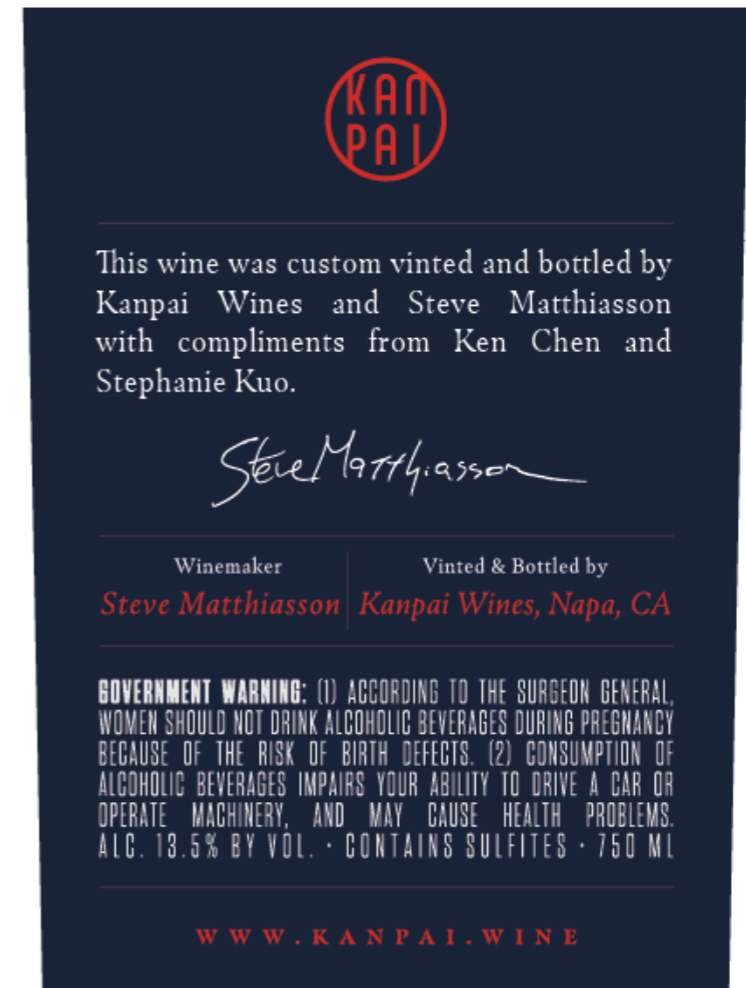 KAN
PAI
This wine was custom vinted and bottled by
Kanpai Wines and Steve Matthiasson
with compliments from Ken Chen and
Stephanie Kuo.
Steve Matthiasson
Winemaker
Steve Matthiasson
Vinted & Bottled by
Kanpai Wines, Napa, CA
GOVERNMENT WARNING: (1) ACCORDING TO THE SURGEON GENERAL,
WOMEN SHOULD NOT DRINK ALCOHOLIC BEVERAGES DURING PREGNANCY
BECAUSE OF THE RISK OF BIRTH DEFECTS. (2) CONSUMPTION OF
ALCOHOLIC BEVERAGES IMPAIRS YOUR ABILITY TO DRIVE A CAR OR
OPERATE MACHINERY, AND MAY CAUSE HEALTH PROBLEMS.
ALC. 13.5% BY VOL. · CONTAINS SULFITES · 750 ML
WWW.KANPAI.WINE